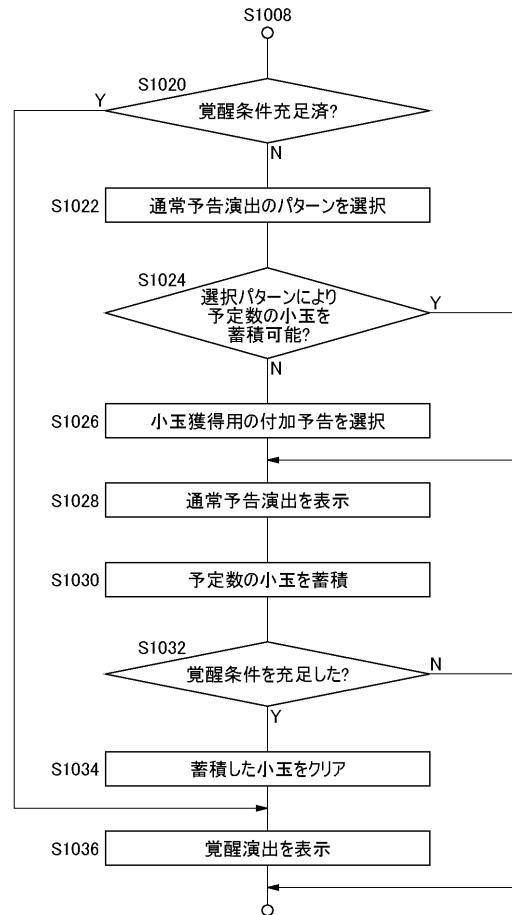 S1008
S1020
覚醒条件充足済?
Y
N
S1022
通常予告演出のパターンを選択
S1024
選択パターンにより
予定数の小玉を
蓄積可能?
Y
N
S1026
小玉獲得用の付加予告を選択
S1028
通常予告演出を表示
S1030
予定数の小玉を蓄積
S1032
覚醒条件を充足した?
N
Y
S1034
蓄積した小玉をクリア
S1036
覚醒演出を表示